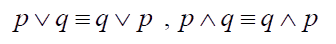 p ∨ q ≡ q ∨ p , p ∧ q ≡ q ∧ p